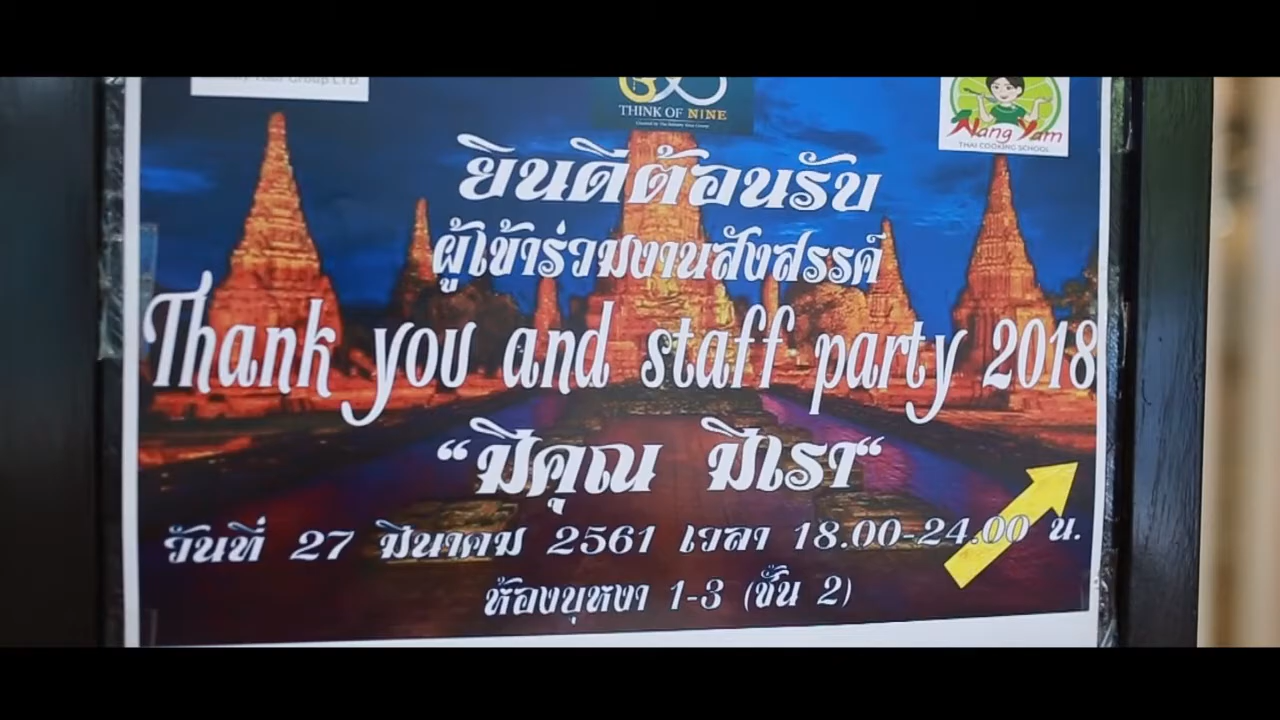 Group LTD
THINK OF NINE
Nang Yam
THAI COOKING SCHOOL
ยินดีต้อนรับ
ผู้เข้าร่วมงานสังสรรค์
Thank you and staff party 2018
“มีคุณ มีเรา“
วันที่ 27 มีนาคม 2561 เวลา 18.00-24.00 น.
ห้องบุหงา 1-3 (ชั้น 2)